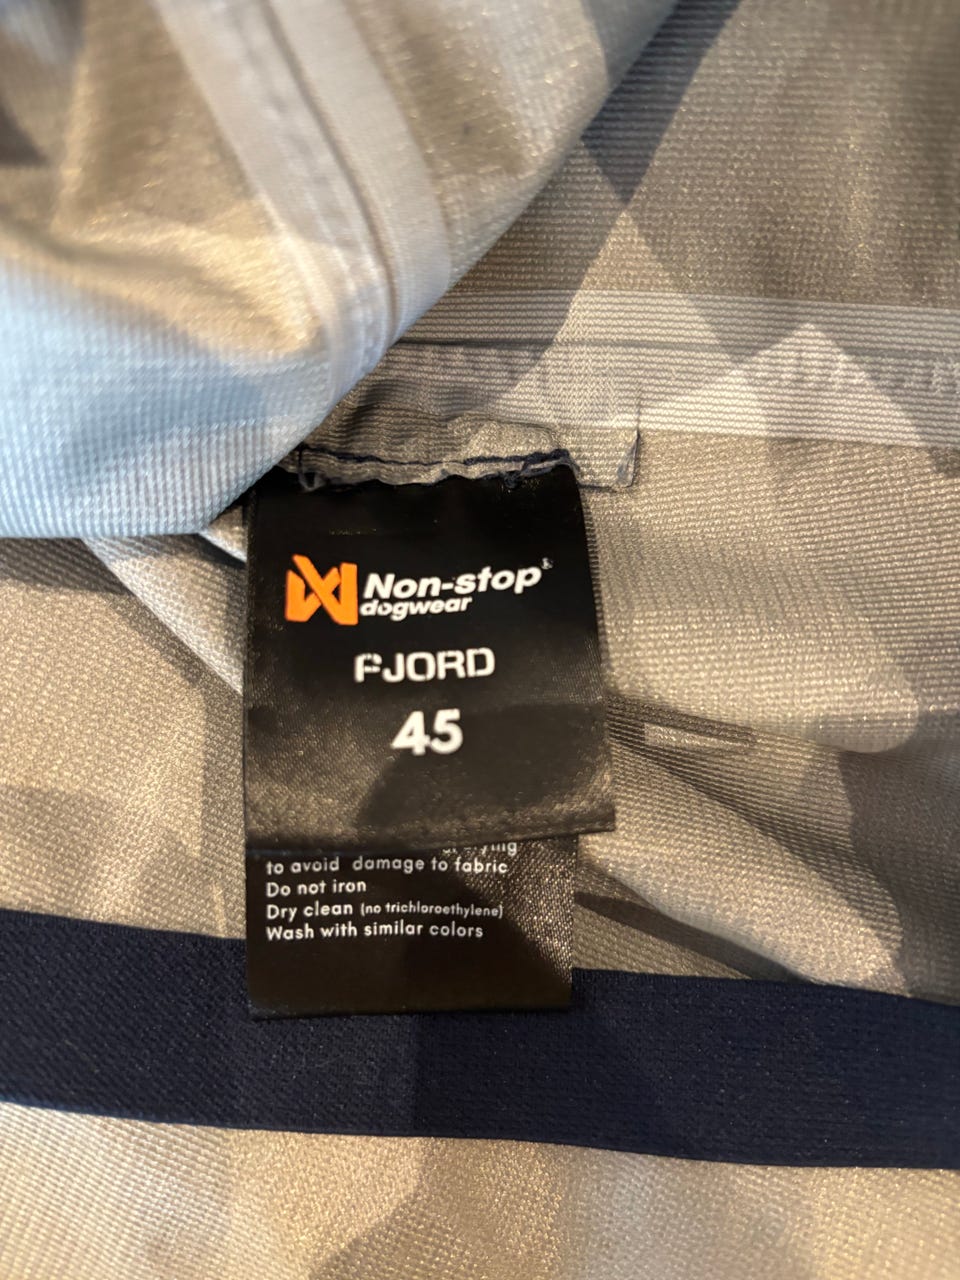 Non-stop®
dogwear
FJORD
45
to avoid damage to fabric
Do not iron
Dry clean (no trichloroethylene)
Wash with similar colors